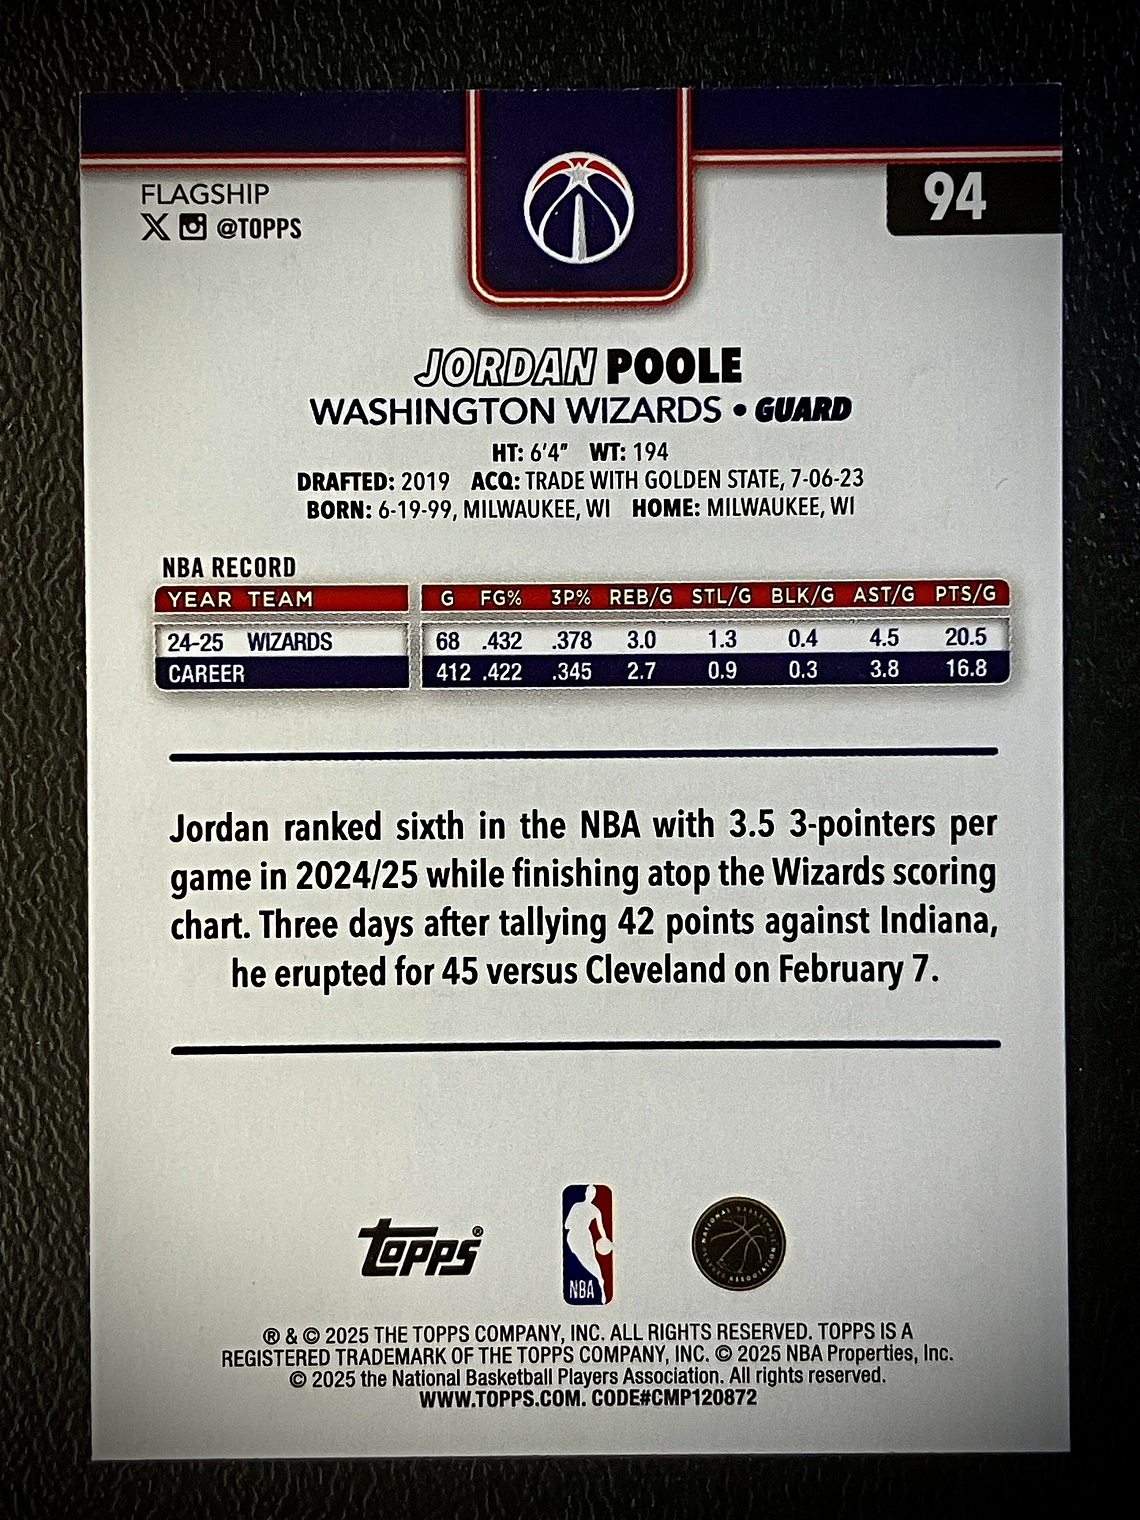 FLAGSHIP
94
@TOPPS
JORDAN POOLE
WASHINGTON WIZARDS • GUARD
HT: 6'4" WT: 194
DRAFTED: 2019 ACQ: TRADE WITH GOLDEN STATE, 7-06-23
BORN: 6-19-99, MILWAUKEE, WI HOME: MILWAUKEE, WI
NBA RECORD
YEAR TEAM G FG% 3P% REB/G STL/G BLK/G AST/G PTS/G
24-25 WIZARDS 68 .432 .378 3.0 1.3 0.4 4.5 20.5
CAREER 412 .422 .345 2.7 0.9 0.3 3.8 16.8
Jordan ranked sixth in the NBA with 3.5 3-pointers per
game in 2024/25 while finishing atop the Wizards scoring
chart. Three days after tallying 42 points against Indiana,
he erupted for 45 versus Cleveland on February 7.
topps®
NBA
NATIONAL BASKETBALL PLAYERS ASSOCIATION
® & © 2025 THE TOPPS COMPANY, INC. ALL RIGHTS RESERVED. TOPPS IS A
REGISTERED TRADEMARK OF THE TOPPS COMPANY, INC. © 2025 NBA Properties, Inc.
© 2025 the National Basketball Players Association. All rights reserved.
WWW.TOPPS.COM. CODE#CMP120872